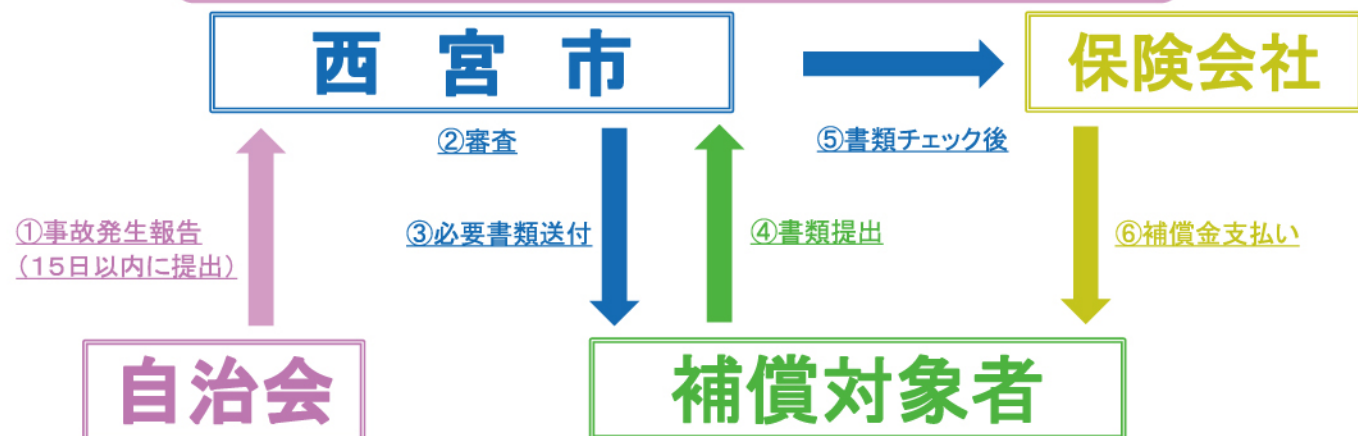 西宮市
保険会社
②審査
⑤書類チェック後
①事故発生報告
（15日以内に提出）
③必要書類送付
④書類提出
⑥補償金支払い
自治会
補償対象者